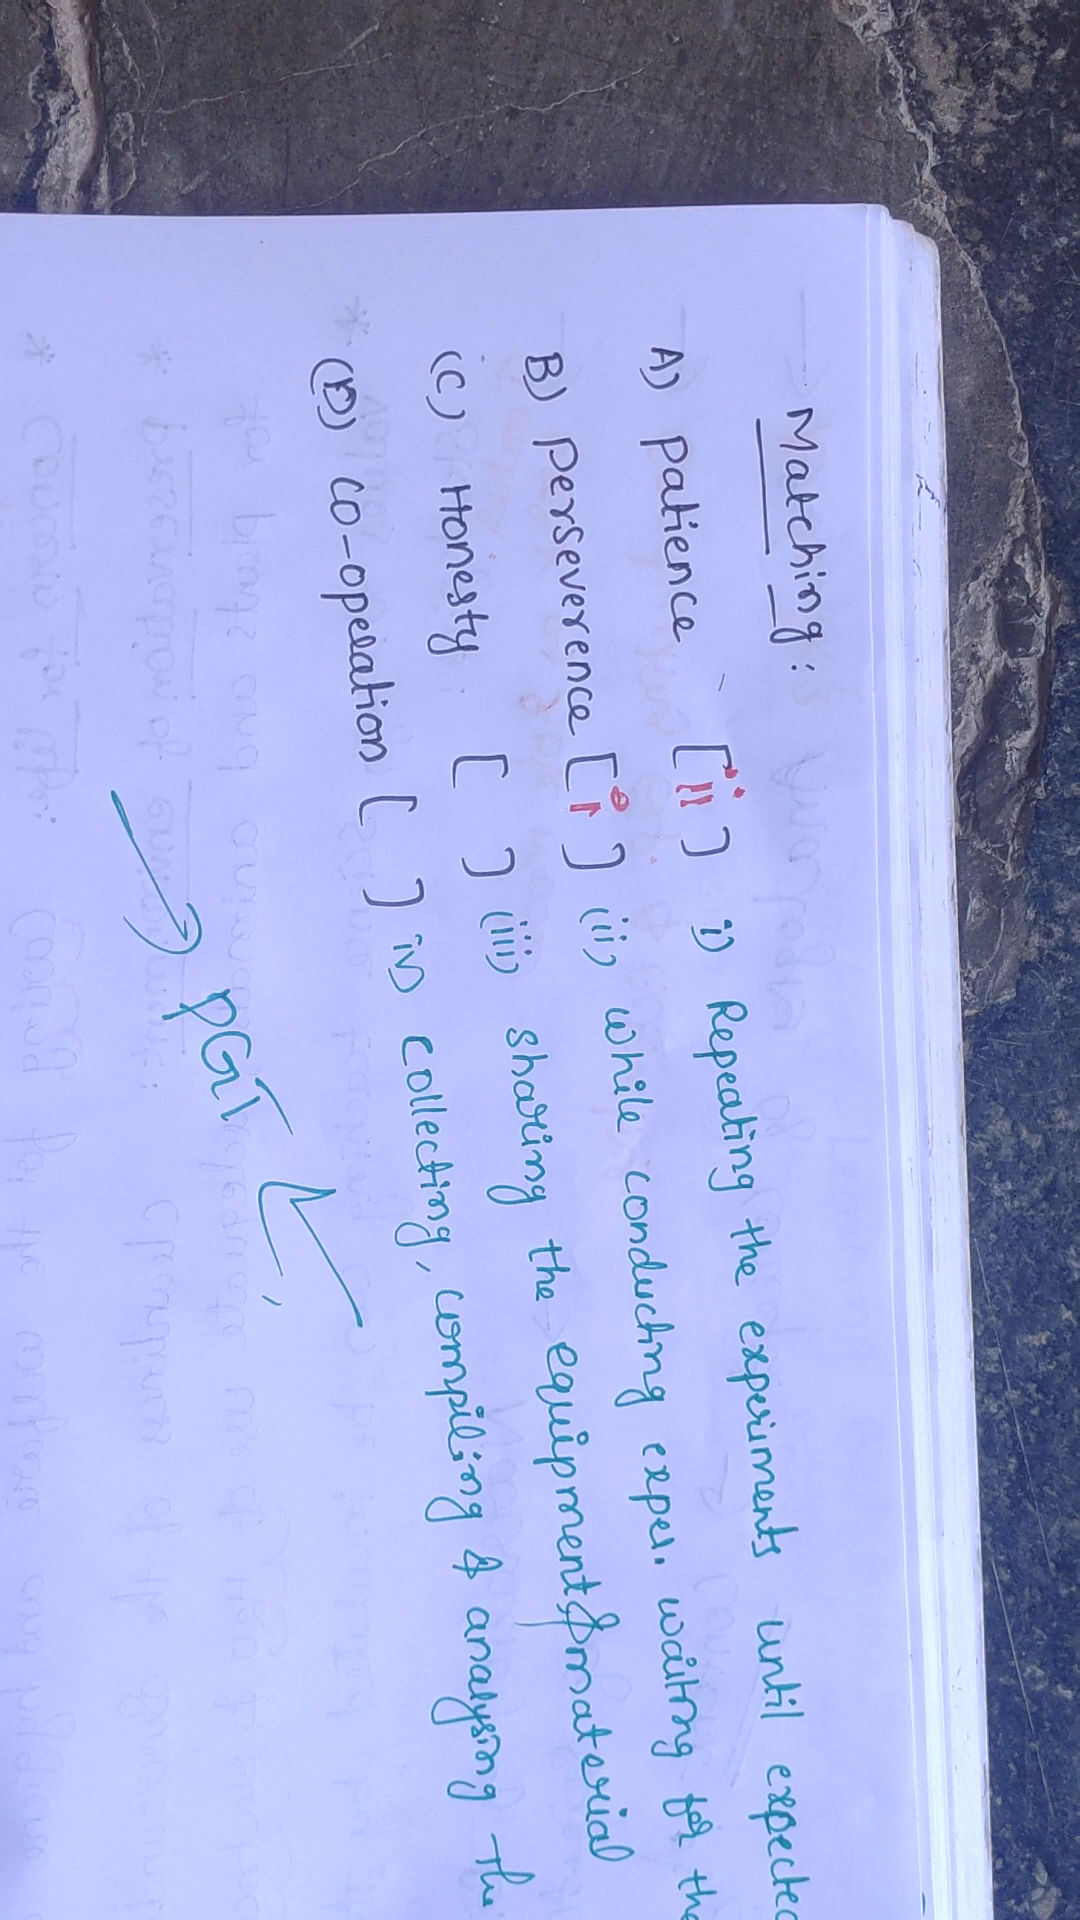 Matching:
A) patience [ii] i) Repeating the experiments until expected
B) perseverence [i] (ii) while conducting exper. waiting for the
(C) Honesty [ ] (iii) sharing the equipment & material
(D) co-operation [ ] iv) collecting, compiling & analysing the
PGT